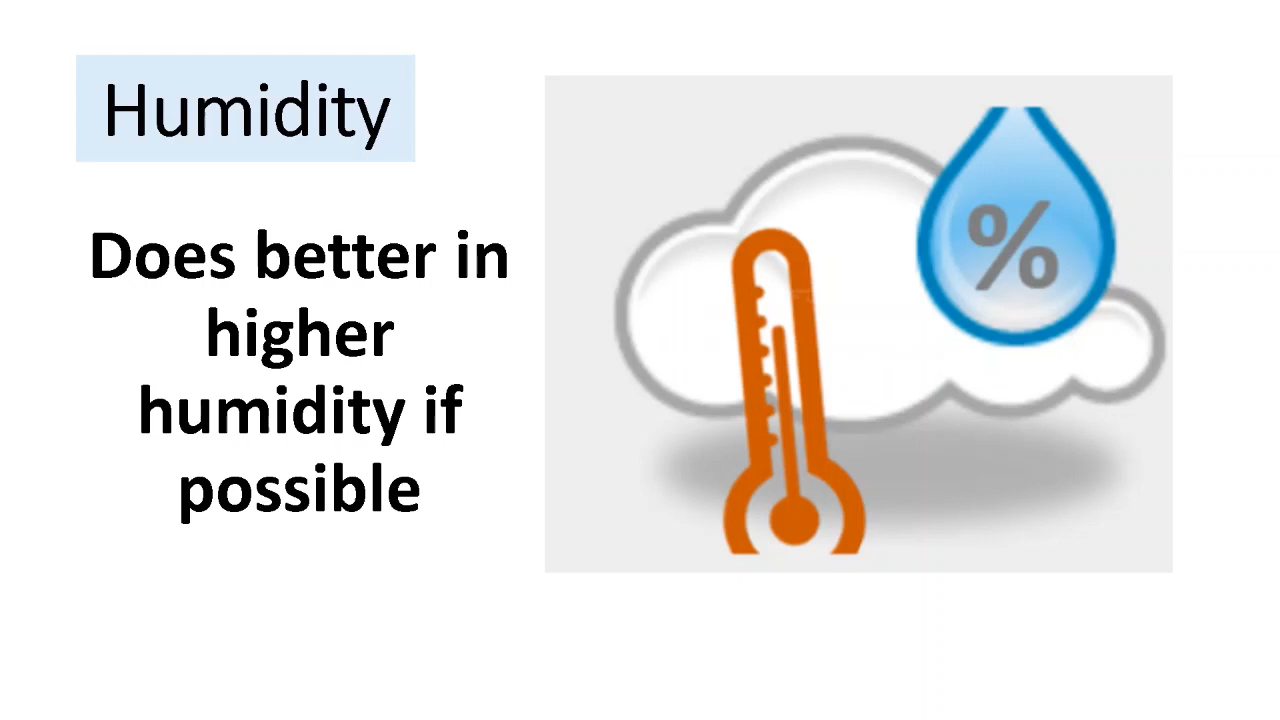 Humidity
Does better in
higher
humidity if
possible
%